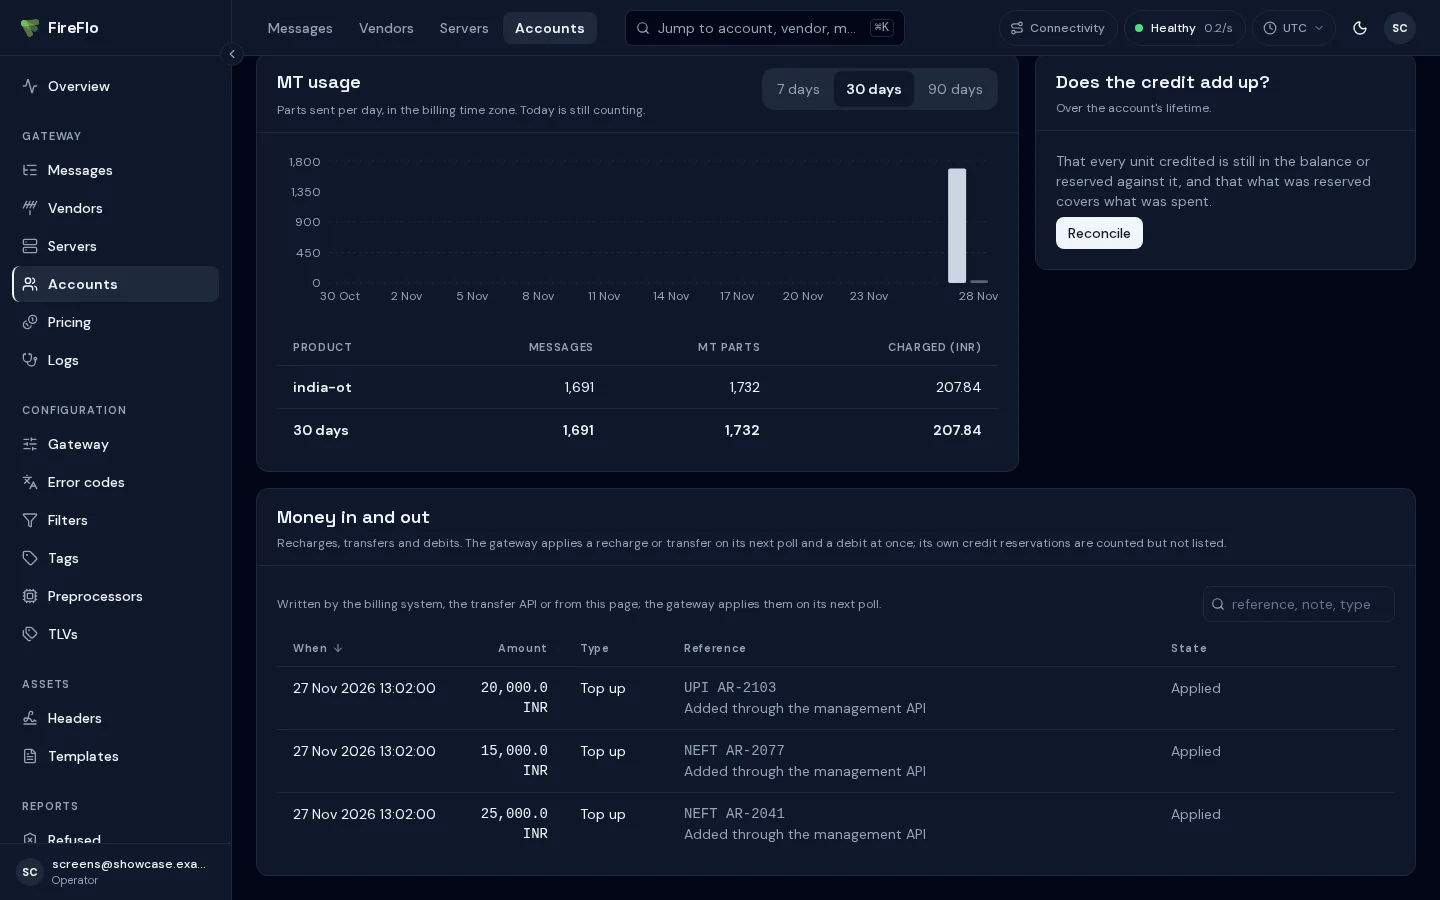 FireFlo
Messages
Vendors
Servers
Accounts
Jump to account, vendor, m...
⌘K
Connectivity
Healthy 0.2/s
UTC
SC
Overview
GATEWAY
Messages
Vendors
Servers
Accounts
Pricing
Logs
CONFIGURATION
Gateway
Error codes
Filters
Tags
Preprocessors
TLVs
ASSETS
Headers
Templates
REPORTS
Refused
SC
screens@showcase.exa...
Operator
MT usage
Parts sent per day, in the billing time zone. Today is still counting.
7 days 30 days 90 days
1,800
1,350
900
450
0
30 Oct 2 Nov 5 Nov 8 Nov 11 Nov 14 Nov 17 Nov 20 Nov 23 Nov 28 Nov
PRODUCT MESSAGES MT PARTS CHARGED (INR)
india-ot 1,691 1,732 207.84
30 days 1,691 1,732 207.84
Does the credit add up?
Over the account's lifetime.
That every unit credited is still in the balance or
reserved against it, and that what was reserved
covers what was spent.
Reconcile
Money in and out
Recharges, transfers and debits. The gateway applies a recharge or transfer on its next poll and a debit at once; its own credit reservations are counted but not listed.
Written by the billing system, the transfer API or from this page; the gateway applies them on its next poll.
reference, note, type
When ↓ Amount Type Reference State
27 Nov 2026 13:02:00 20,000.0 Top up UPI AR-2103 Applied
INR Added through the management API
27 Nov 2026 13:02:00 15,000.0 Top up NEFT AR-2077 Applied
INR Added through the management API
27 Nov 2026 13:02:00 25,000.0 Top up NEFT AR-2041 Applied
INR Added through the management API